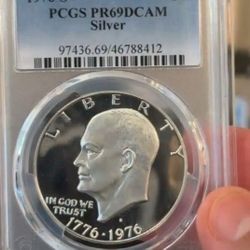 PCGS PR69DCAM
Silver
97436.69/46788412
LIBERTY
IN GOD WE
TRUST
1776·1976